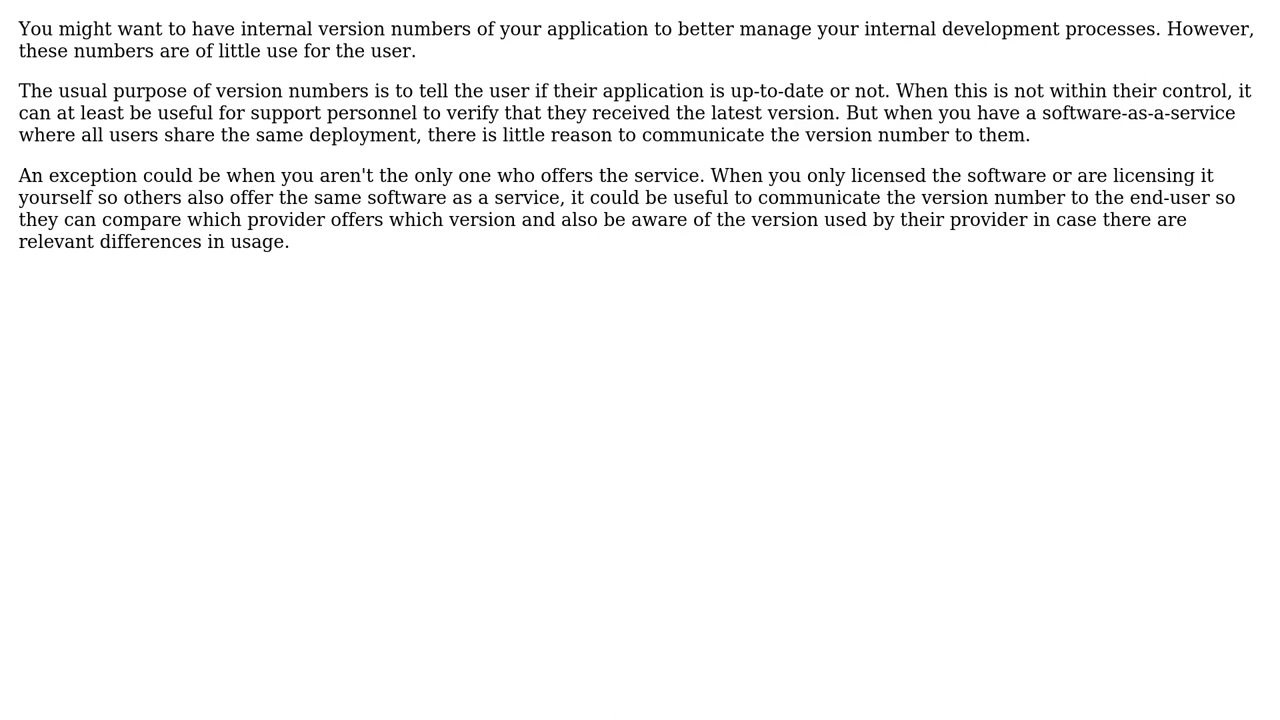 You might want to have internal version numbers of your application to better manage your internal development processes. However,
these numbers are of little use for the user.
The usual purpose of version numbers is to tell the user if their application is up-to-date or not. When this is not within their control, it
can at least be useful for support personnel to verify that they received the latest version. But when you have a software-as-a-service
where all users share the same deployment, there is little reason to communicate the version number to them.
An exception could be when you aren't the only one who offers the service. When you only licensed the software or are licensing it
yourself so others also offer the same software as a service, it could be useful to communicate the version number to the end-user so
they can compare which provider offers which version and also be aware of the version used by their provider in case there are
relevant differences in usage.